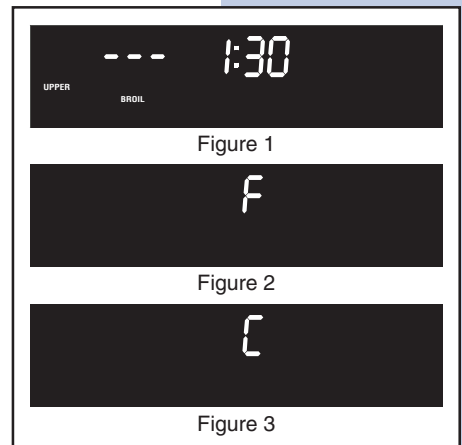 --- 1:30
UPPER
BROIL
Figure 1
F
Figure 2
C
Figure 3